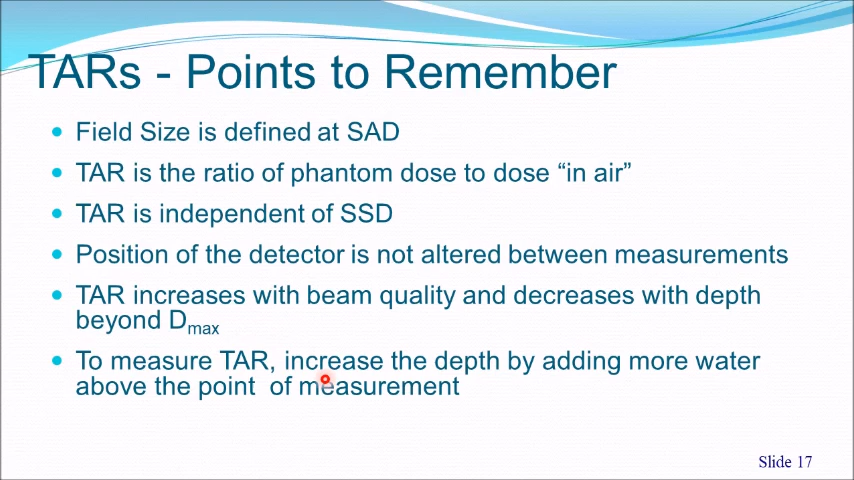 TARs - Points to Remember
• Field Size is defined at SAD
• TAR is the ratio of phantom dose to dose “in air”
• TAR is independent of SSD
• Position of the detector is not altered between measurements
• TAR increases with beam quality and decreases with depth
beyond Dmax
• To measure TAR, increase the depth by adding more water
above the point of measurement
Slide 17